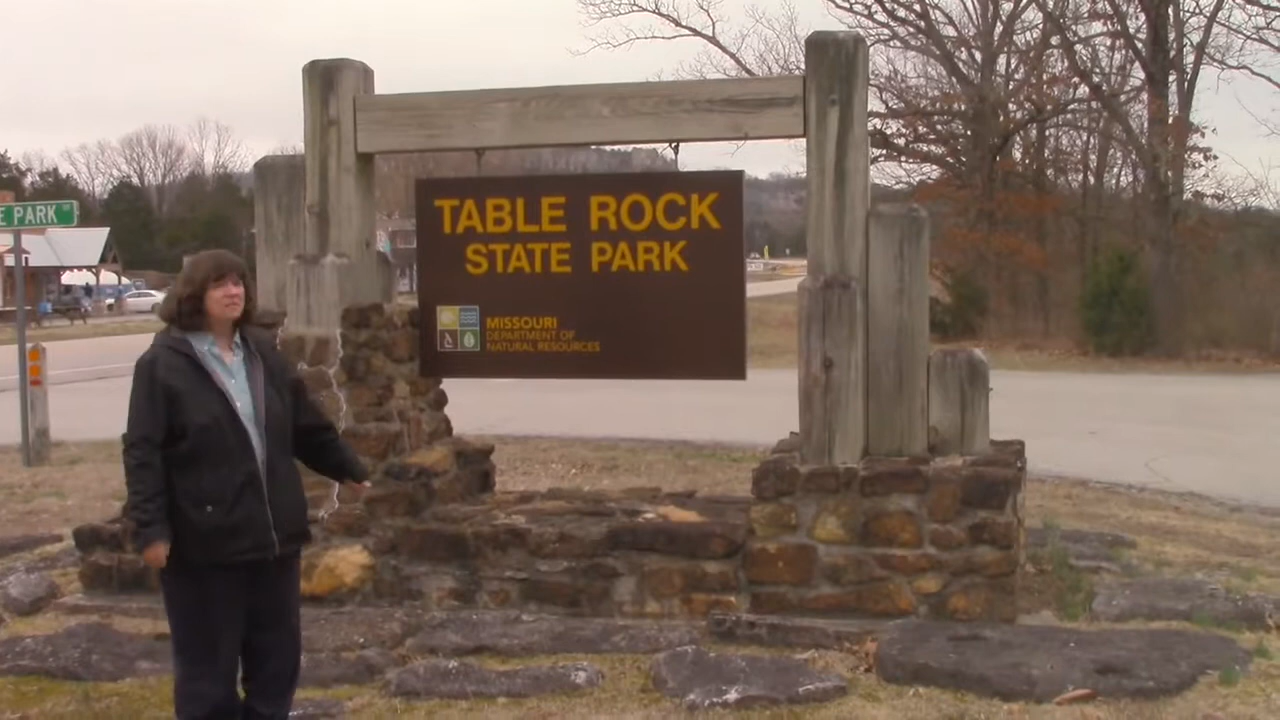 E PARK
TABLE ROCK
STATE PARK
MISSOURI
DEPARTMENT OF
NATURAL RESOURCES